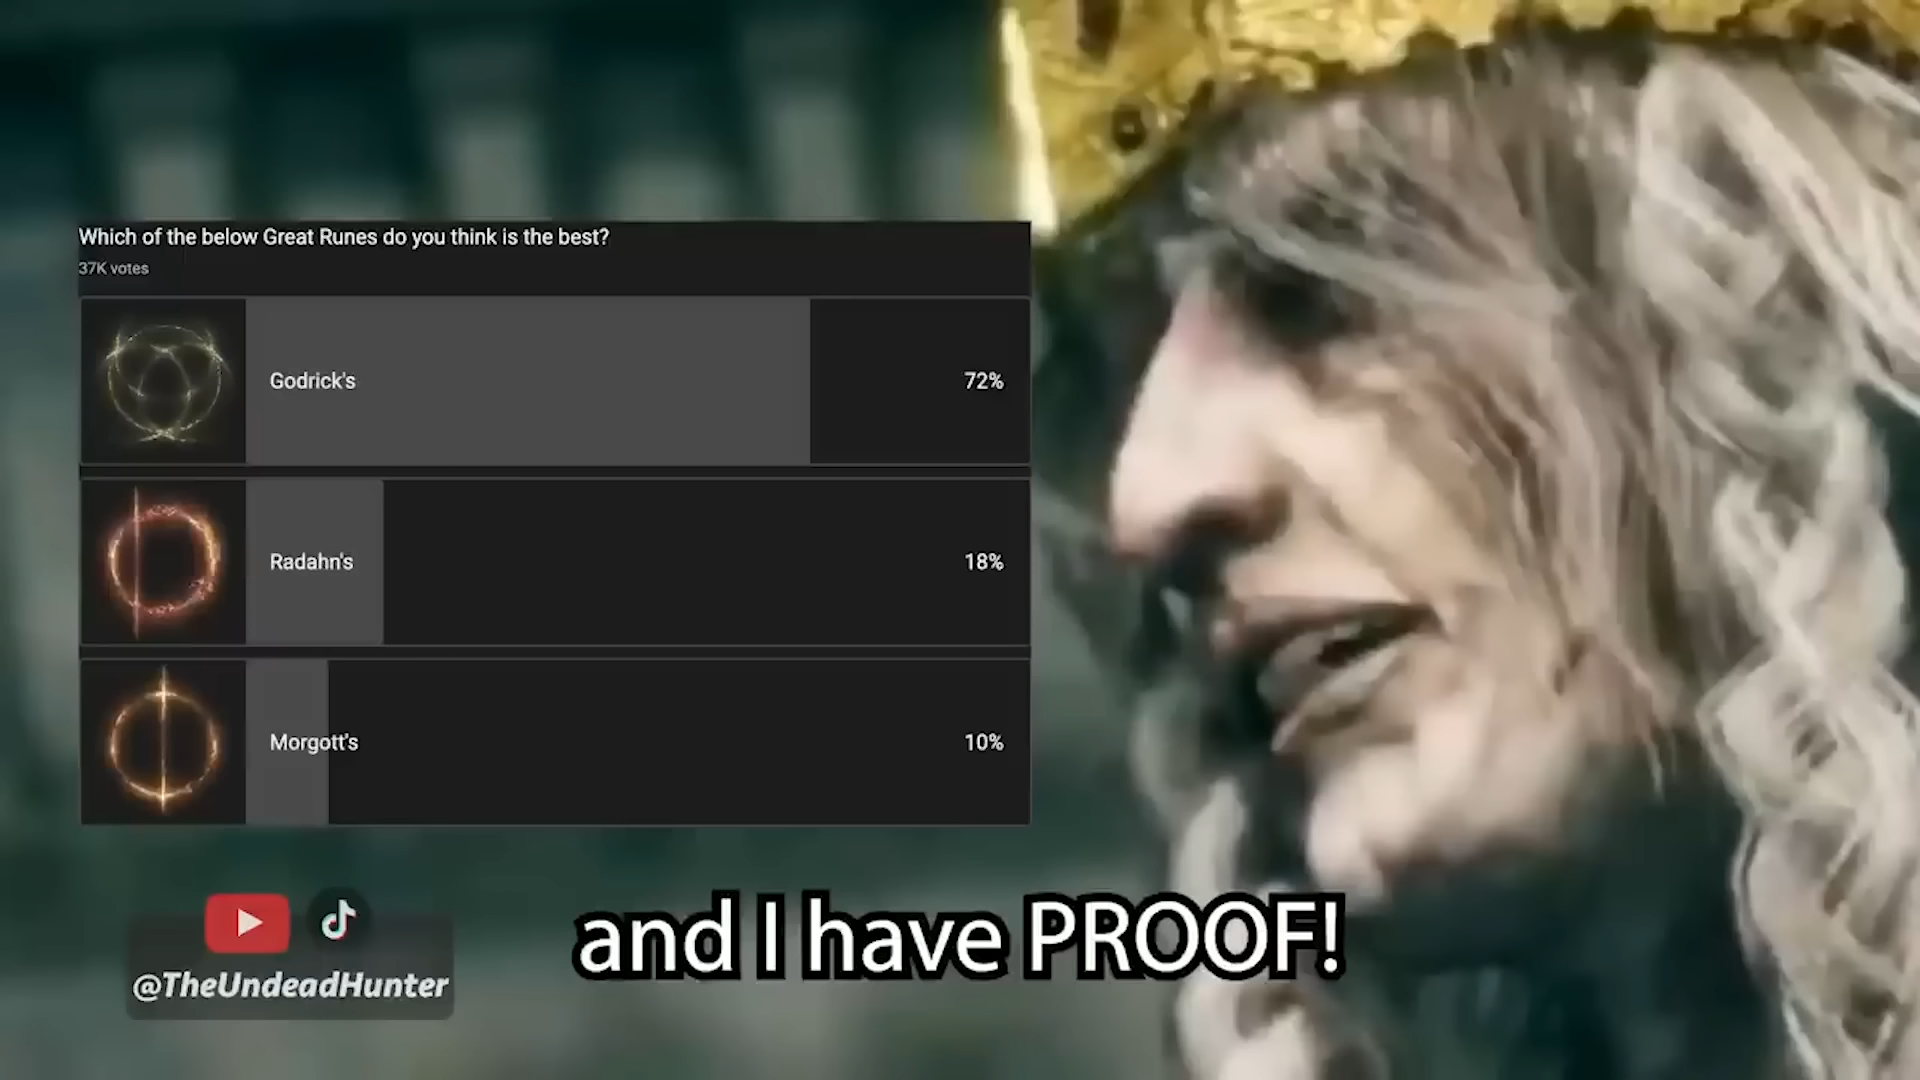 Which of the below Great Runes do you think is the best?
37K votes
Godrick's 72%
Radahn's 18%
Morgott's 10%
and I have PROOF!
@TheUndeadHunter